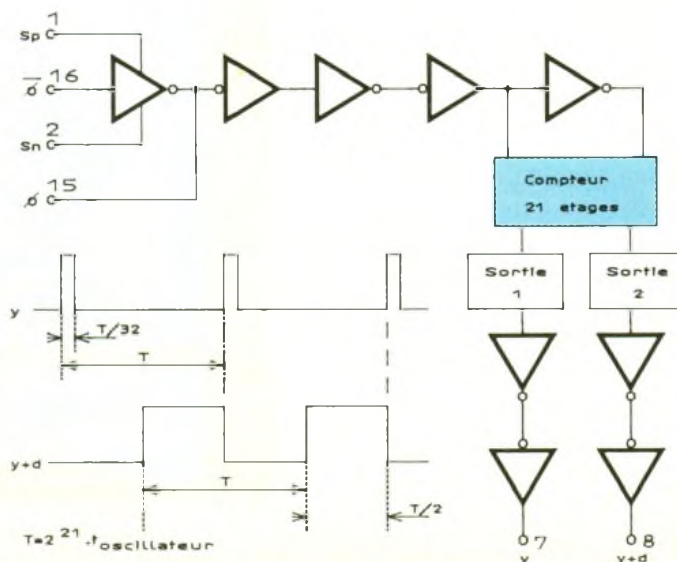 Sp 1
φ̅ 16
Sn 2
φ 15
Compteur
21 etages
Sortie
1
Sortie
2
y
T/32
T
y+d
T
T/2
T=2 21 . t oscillateur
7
y
8
y+d